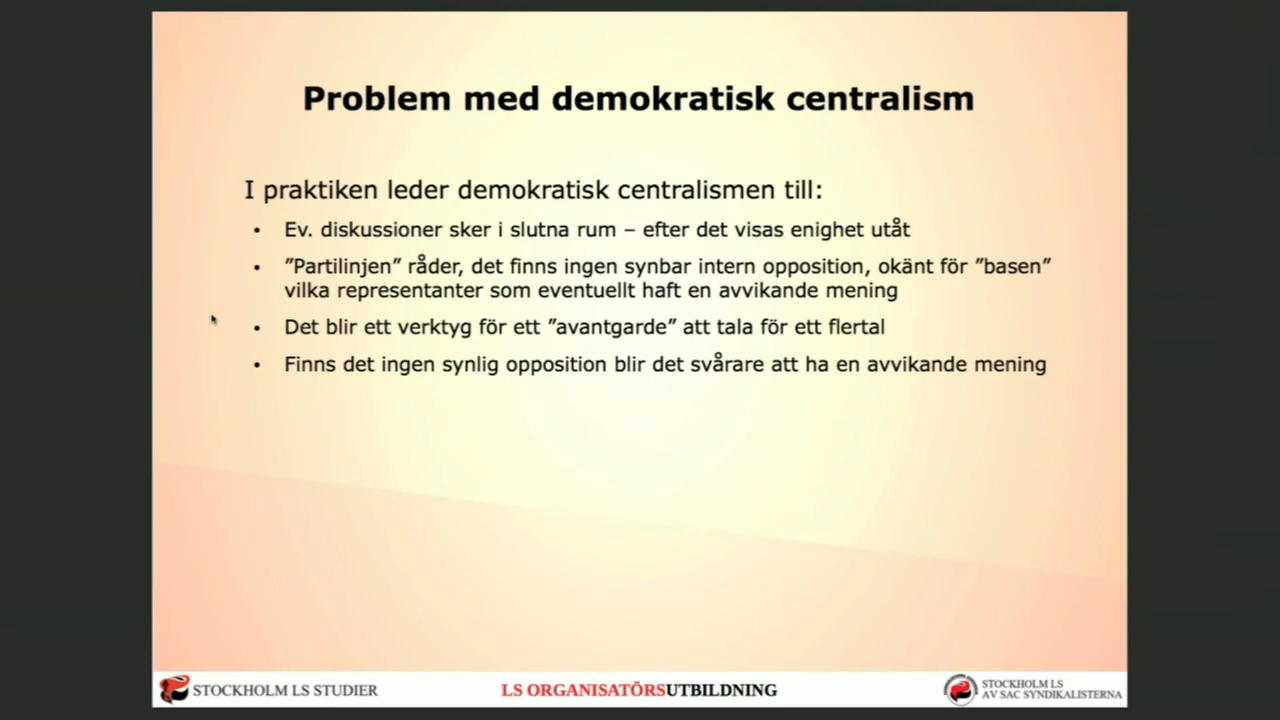 Problem med demokratisk centralism
I praktiken leder demokratisk centralismen till:
• Ev. diskussioner sker i slutna rum – efter det visas enighet utåt
• ”Partilinjen” råder, det finns ingen synbar intern opposition, okänt för ”basen”
vilka representanter som eventuellt haft en avvikande mening
• Det blir ett verktyg för ett ”avantgarde” att tala för ett flertal
• Finns det ingen synlig opposition blir det svårare att ha en avvikande mening
STOCKHOLM LS STUDIER
LS ORGANISATÖRSUTBILDNING
STOCKHOLM LS
AV SAC SYNDIKALISTERNA